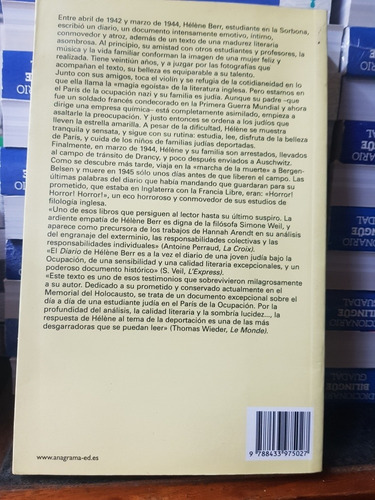 Entre abril de 1942 y marzo de 1944, Hélène Berr, estudiante en la Sorbona,
escribió un diario, un documento intensamente emotivo, íntimo,
conmovedor y atroz, además de un texto de una madurez literaria
asombrosa. Al principio, su amistad con otros estudiantes y profesores, la
música y la vida familiar conforman la imagen de una mujer feliz y
realizada. Tiene veintiún años, y a juzgar por las fotografías que
acompañan el texto, su belleza es equiparable a su talento.
Junto con sus amigos, toca el violín y se refugia de la cotidianidad en lo
que ella llama la «magia egoísta» de la literatura inglesa. Pero estamos en
el París de la ocupación nazi y su familia es judía. Aunque su padre –que
fue un soldado francés condecorado en la Primera Guerra Mundial y ahora
dirige una empresa química– está completamente asimilado, empieza a
asaltarle la preocupación. Y justo entonces se ordena a los judíos que
lleven la estrella amarilla. A pesar de la dificultad, Hélène se muestra
tranquila y sensata, y sigue con su rutina: estudia, lee, disfruta de la belleza
de París, y cuida de los niños de familias judías deportadas.
Finalmente, en marzo de 1944, Hélène y su familia son arrestados, llevados
al campo de tránsito de Drancy, y poco después enviados a Auschwitz.
Como se descubre más tarde, viaja en la «marcha de la muerte» a Bergen-
Belsen y muere en 1945 sólo unos días antes de que liberen el campo. Las
últimas palabras del diario que había mandando que guardaran para su
prometido, que estaba en Inglaterra con la Francia Libre, eran: «Horror!
Horror! Horror!», un eco horroroso y conmovedor de sus estudios de
filología inglesa.
«Uno de esos libros que persiguen al lector hasta su último suspiro. La
ardiente empatía de Hélène Berr es digna de la filósofa Simone Weil, y
aparece como precursora de los trabajos de Hannah Arendt en su análisis
del engranaje del exterminio, las responsabilidades colectivas y las
responsabilidades individuales» (Antoine Perraud, La Croix).
«El Diario de Hélène Berr es a la vez el diario de una joven judía bajo la
Ocupación, de una sensibilidad y una calidad literaria excepcionales, y un
poderoso documento histórico» (S. Veil, L'Express).
«Este texto es uno de esos testimonios que sobrevivieron milagrosamente
a su autor. Dedicado a su prometido y conservado actualmente en el
Memorial del Holocausto, se trata de un documento excepcional sobre el
día a día de una estudiante judía en el París de la Ocupación. Por la
profundidad del análisis, la calidad literaria y la sombría lucidez..., la
respuesta de Hélène al tema de la deportación es una de las más
desgarradoras que se puedan leer» (Thomas Wieder, Le Monde).
www.anagrama-ed.es
9 788433 975027
DICCIONARIO
BILINGÜE
GUADAL